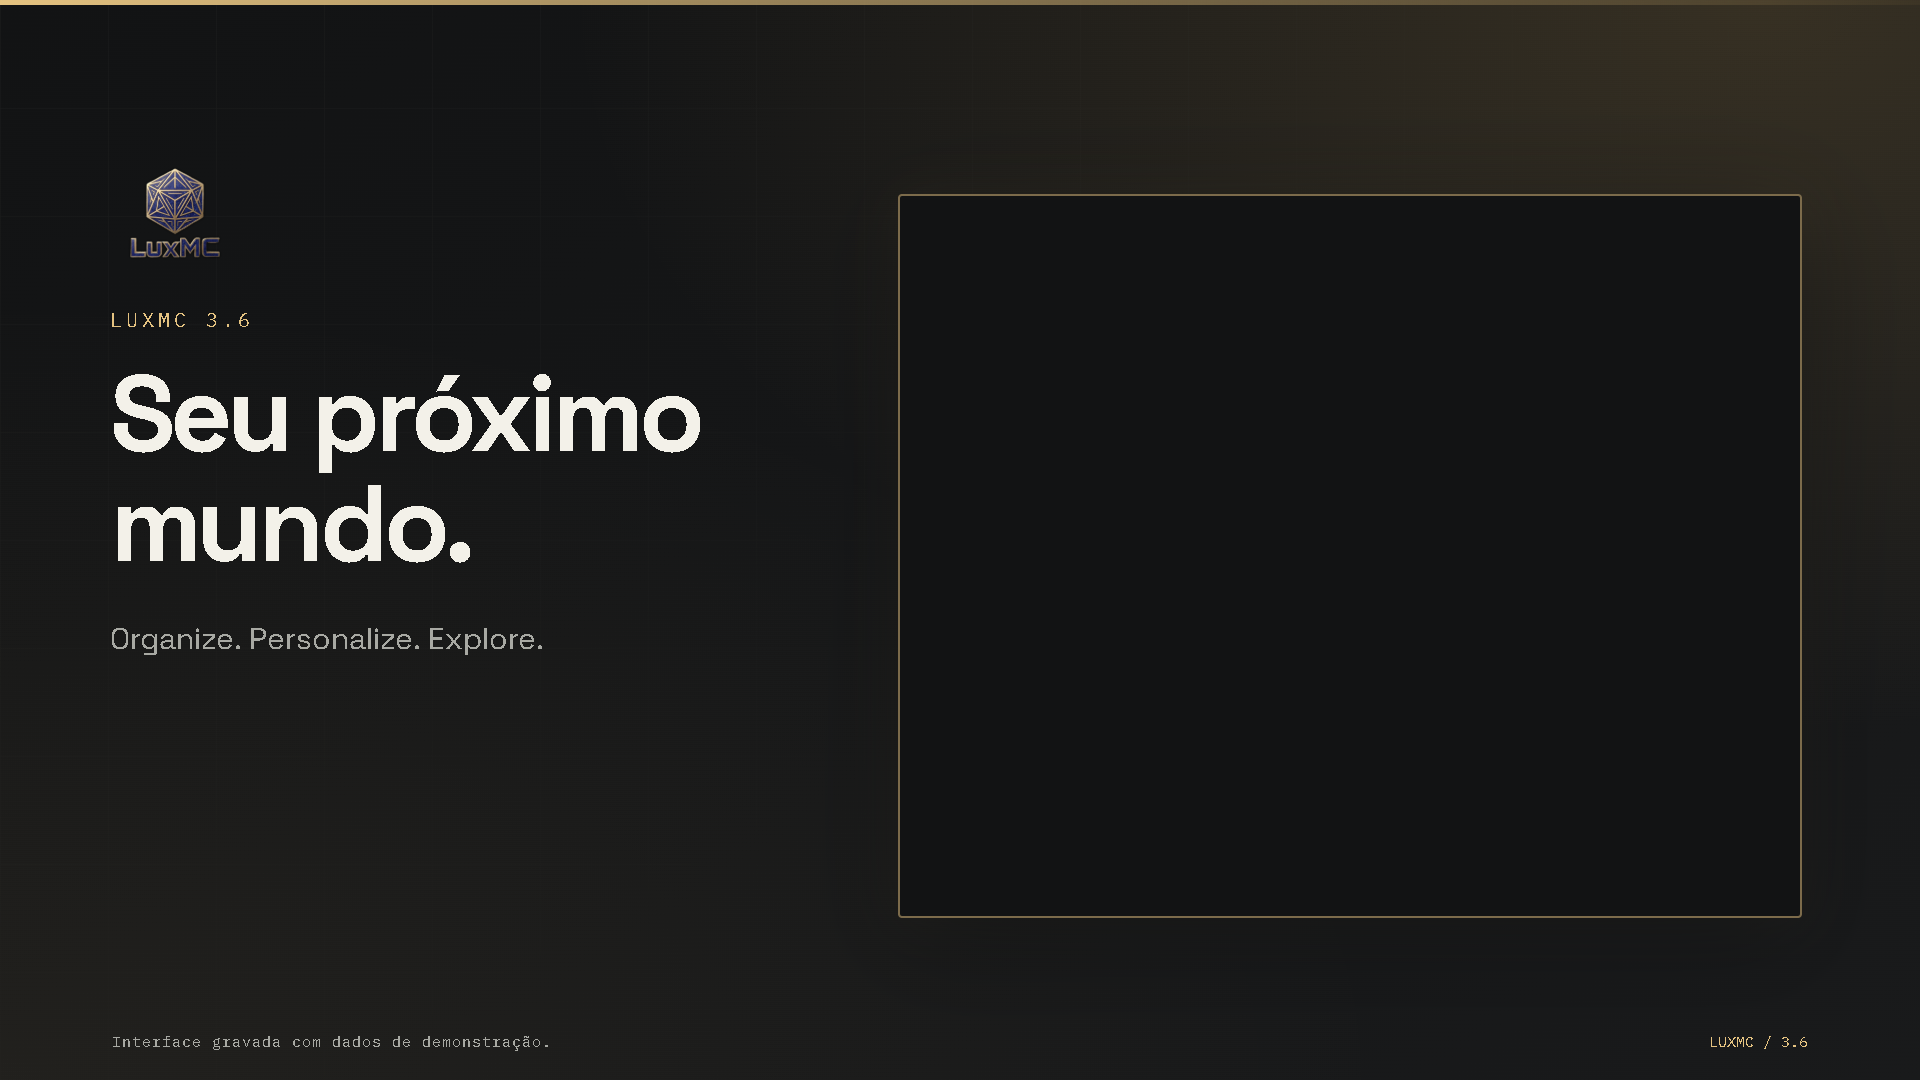 LuxMC
LUXMC 3.6
Seu próximo
mundo.
Organize. Personalize. Explore.
Interface gravada com dados de demonstração.
LUXMC / 3.6